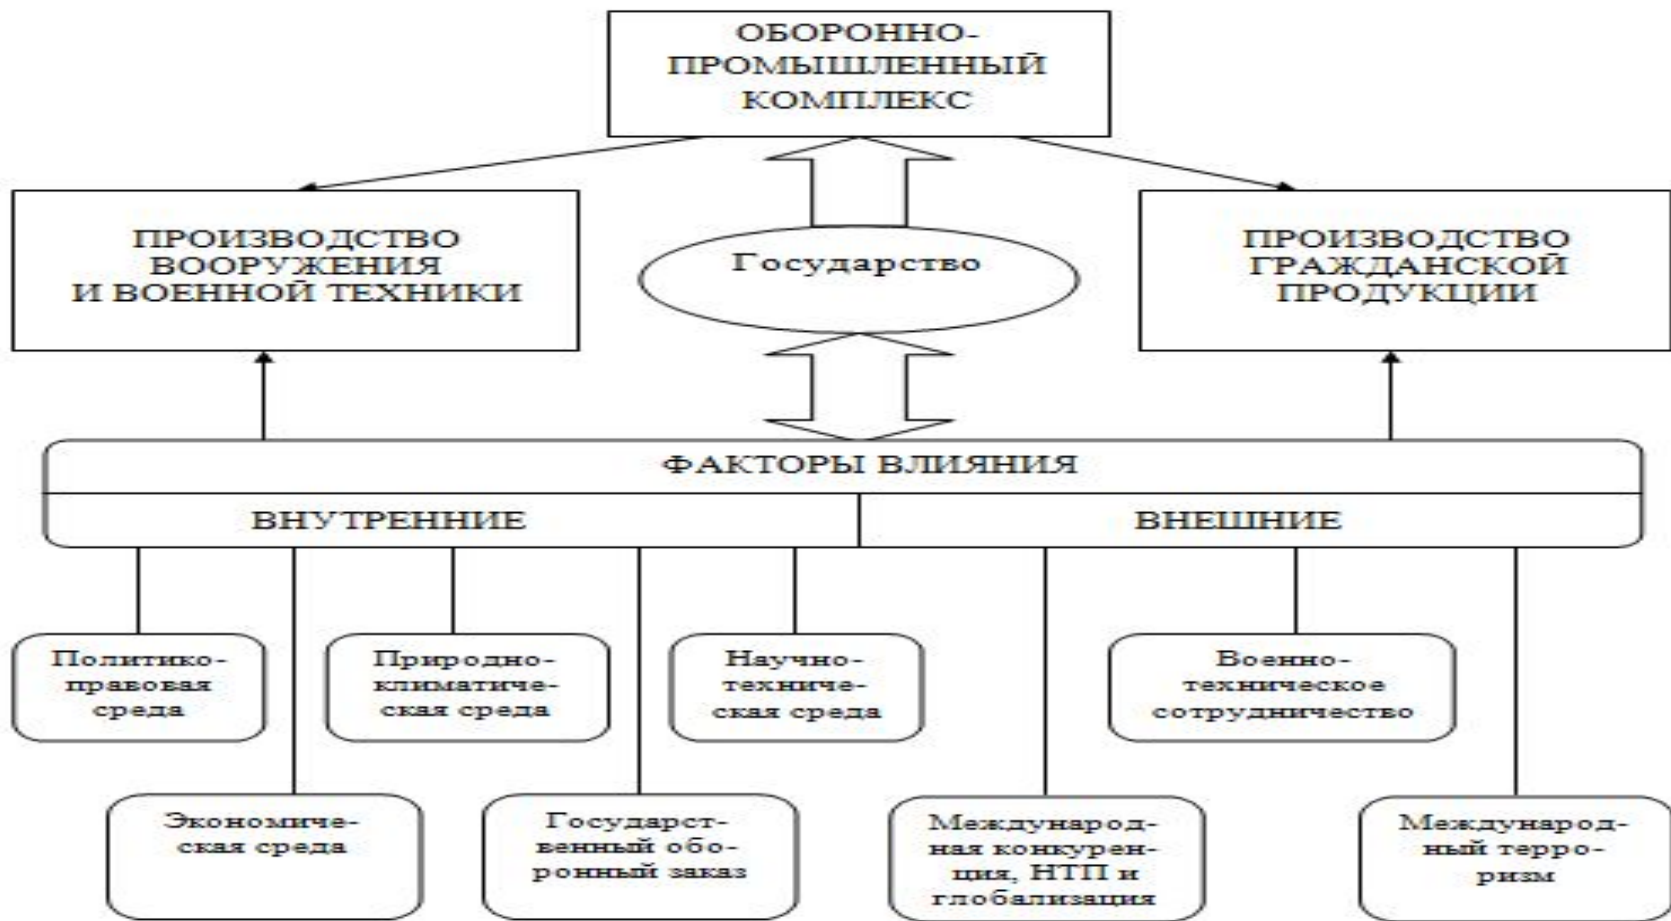 ОБОРОННО-
ПРОМЫШЛЕННЫЙ
КОМПЛЕКС
ПРОИЗВОДСТВО
ВООРУЖЕНИЯ
И ВОЕННОЙ ТЕХНИКИ
Государство
ПРОИЗВОДСТВО
ГРАЖДАНСКОЙ
ПРОДУКЦИИ
ФАКТОРЫ ВЛИЯНИЯ
ВНУТРЕННИЕ
ВНЕШНИЕ
Политико-
правовая
среда
Природно-
климатиче-
ская среда
Научно-
техниче-
ская среда
Военно-
техническое
сотрудничество
Экономиче-
ская среда
Государст-
венный обо-
ронный заказ
Международ-
ная конкурен-
ция, НТП и
глобализация
Международ-
ный терро-
ризм